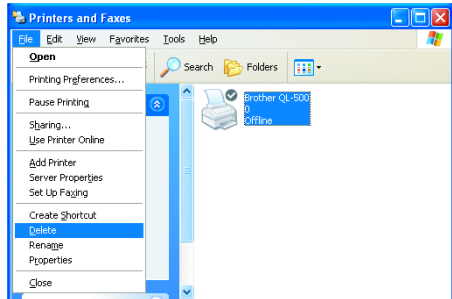 Printers and Faxes
File Edit View Favorites Tools Help
Search Folders
Open
Printing Preferences...
Pause Printing
Sharing...
Use Printer Online
Add Printer
Server Properties
Set Up Faxing
Create Shortcut
Delete
Rename
Properties
Close
Brother QL-500
0
Offline